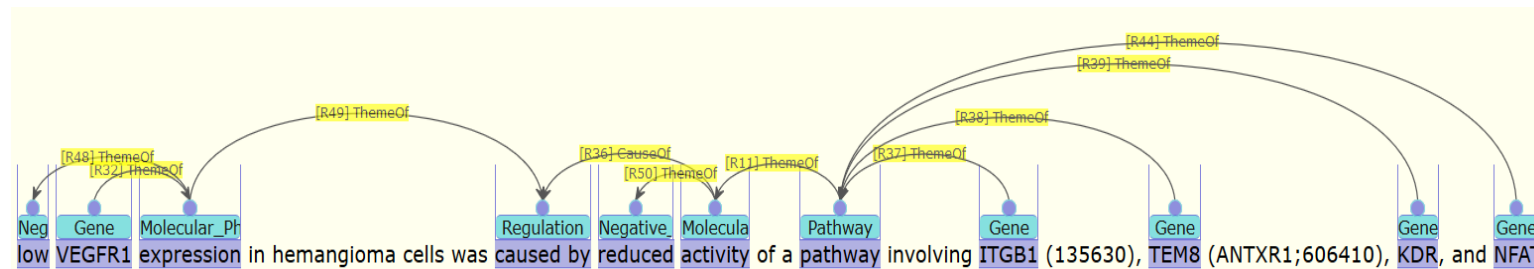 [R44] ThemeOf
[R39] ThemeOf
[R49] ThemeOf
[R38] ThemeOf
[R48] ThemeOf [R36] CauseOf [R37] ThemeOf
[R32] ThemeOf [R50] ThemeOf [R11] ThemeOf
Neg Gene Molecular_Ph Regulation Negative_ Molecula Pathway Gene Gene Gene Gene
low VEGFR1 expression in hemangioma cells was caused by reduced activity of a pathway involving ITGB1 (135630), TEM8 (ANTXR1;606410), KDR, and NFAT